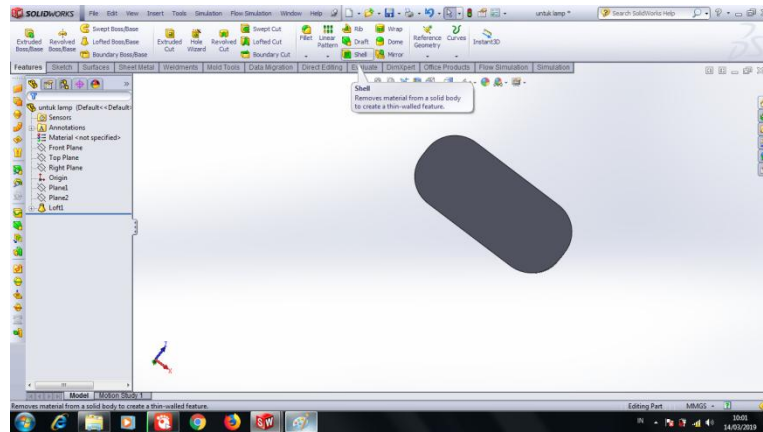 SOLIDWORKS File Edit View Insert Tools Simulation Flow Simulation Window Help untuk lamp * Search SolidWorks Help
Extruded Boss/Base
Revolved Boss/Base
Swept Boss/Base
Lofted Boss/Base
Boundary Boss/Base
Extruded Cut
Hole Wizard
Revolved Cut
Swept Cut
Lofted Cut
Boundary Cut
Fillet
Linear Pattern
Rib
Draft
Shell
Wrap
Dome
Mirror
Reference Geometry
Curves
Instant3D
Features Sketch Surfaces Sheet Metal Weldments Mold Tools Data Migration Direct Editing Evaluate DimXpert Office Products Flow Simulation Simulation
Shell
Removes material from a solid body
to create a thin-walled feature.
untuk lamp (Default<<Default>
Sensors
Annotations
Material <not specified>
Front Plane
Top Plane
Right Plane
Origin
Plane1
Plane2
Loft1
Z
X
Model Motion Study 1
Removes material from a solid body to create a thin-walled feature. Editing Part MMGS
IN 10:01
14/03/2019